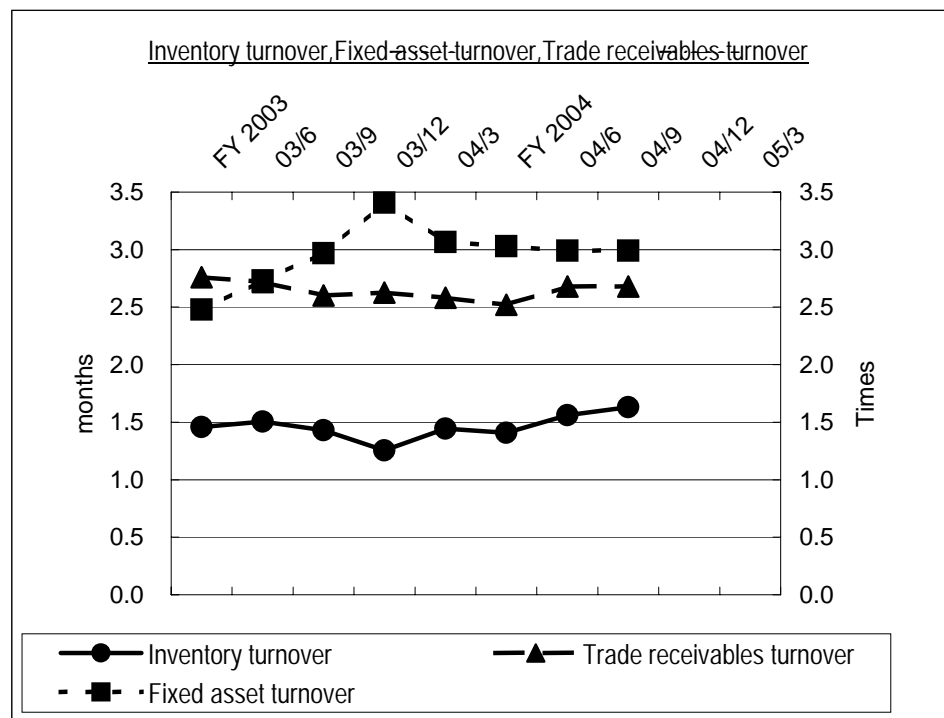 Inventory turnover,Fixed asset turnover,Trade receivables turnover
FY 2003 03/6 03/9 03/12 04/3 FY 2004 04/6 04/9 04/12 05/3
3.5 3.5
3.0 3.0
2.5 2.5
2.0 2.0
1.5 1.5
1.0 1.0
0.5 0.5
0.0 0.0
months
Times
Inventory turnover Trade receivables turnover
Fixed asset turnover